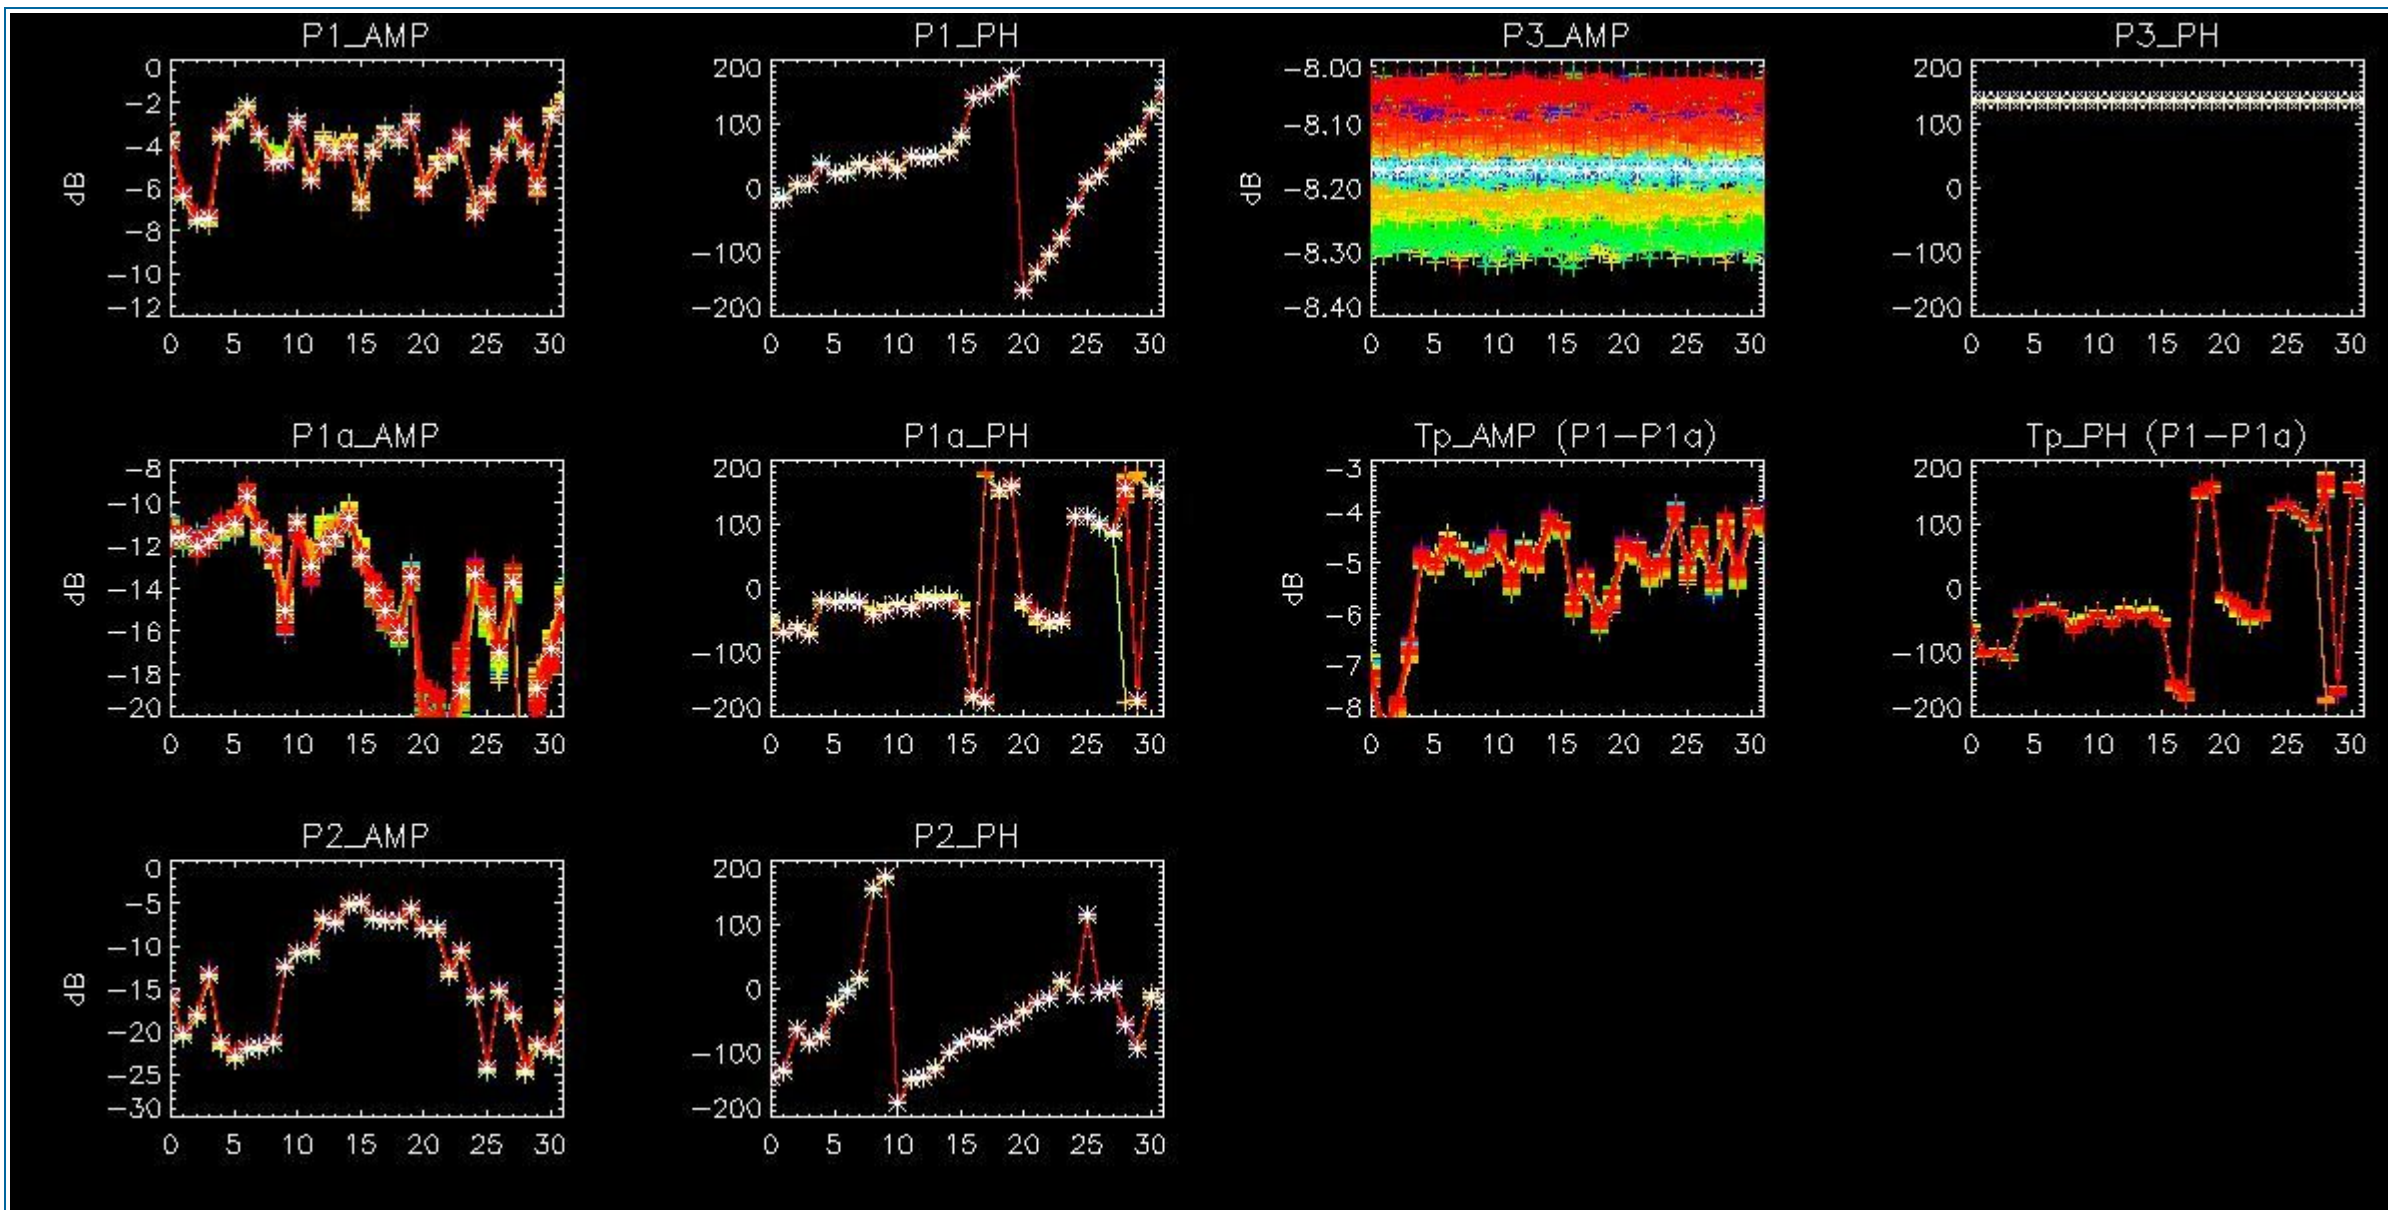 P1_AMP P1_PH P3_AMP P3_PH
0 200 -8.00 200
-2 100 -8.10 100
-4 0 -8.20 0
-6 -100 -8.30 -100
-8 -200 -8.40 -200
-10
-12
dB dB
0 5 10 15 20 25 30 0 5 10 15 20 25 30 0 5 10 15 20 25 30 0 5 10 15 20 25 30
P1a_AMP P1a_PH Tp_AMP (P1-P1a) Tp_PH (P1-P1a)
-8 200 -3 200
-10 100 -4 100
-12 0 -5 0
-14 -100 -6 -100
-16 -200 -7 -200
-18 -8
-20
dB dB
0 5 10 15 20 25 30 0 5 10 15 20 25 30 0 5 10 15 20 25 30 0 5 10 15 20 25 30
P2_AMP P2_PH
0 200
-5 100
-10 0
-15 -100
-20 -200
-25
-30
dB
0 5 10 15 20 25 30 0 5 10 15 20 25 30